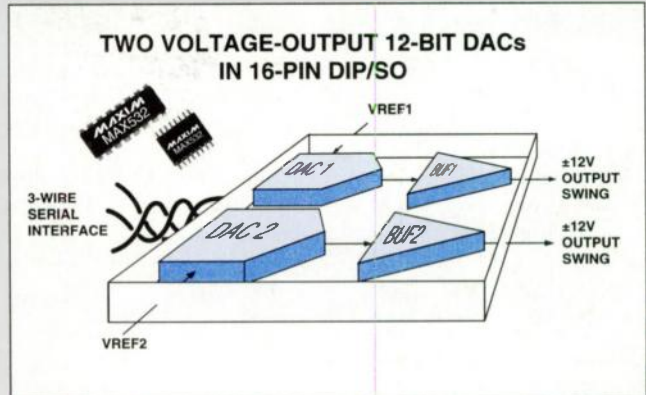 TWO VOLTAGE-OUTPUT 12-BIT DACs
IN 16-PIN DIP/SO
MAXIM
MAX532
MAXIM
MAX532
VREF1
DAC 1
BUF1
±12V
OUTPUT
SWING
3-WIRE
SERIAL
INTERFACE
DAC 2
BUF2
±12V
OUTPUT
SWING
VREF2